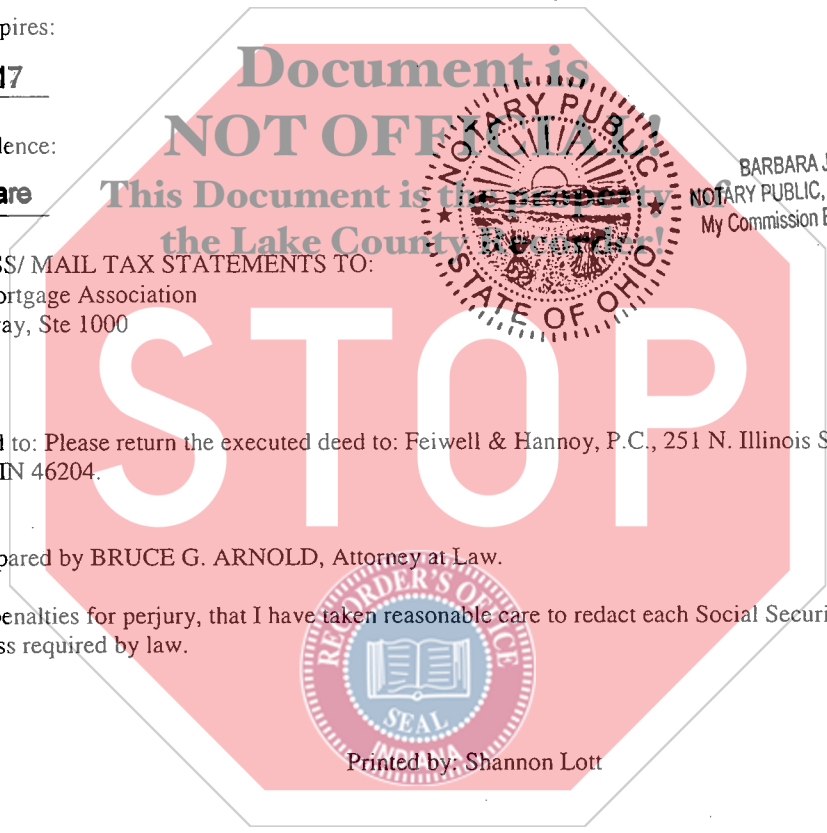 pires:
Document is
17
NOT OFFICIAL!
NOTARY PUBLIC
lence:
BARBARA J
This Document is the property of
are
NOTARY PUBLIC,
My Commission E
the Lake County Recorder!
SS/ MAIL TAX STATEMENTS TO:
ortgage Association
STATE OF OHIO
ay, Ste 1000
STOP
d to: Please return the executed deed to: Feiwell & Hannoy, P.C., 251 N. Illinois S
IN 46204.
pared by BRUCE G. ARNOLD, Attorney at Law.
RECORDER'S OFFICE
enalties for perjury, that I have taken reasonable care to redact each Social Securi
ss required by law.
SEAL
INDIANA
Printed by: Shannon Lott